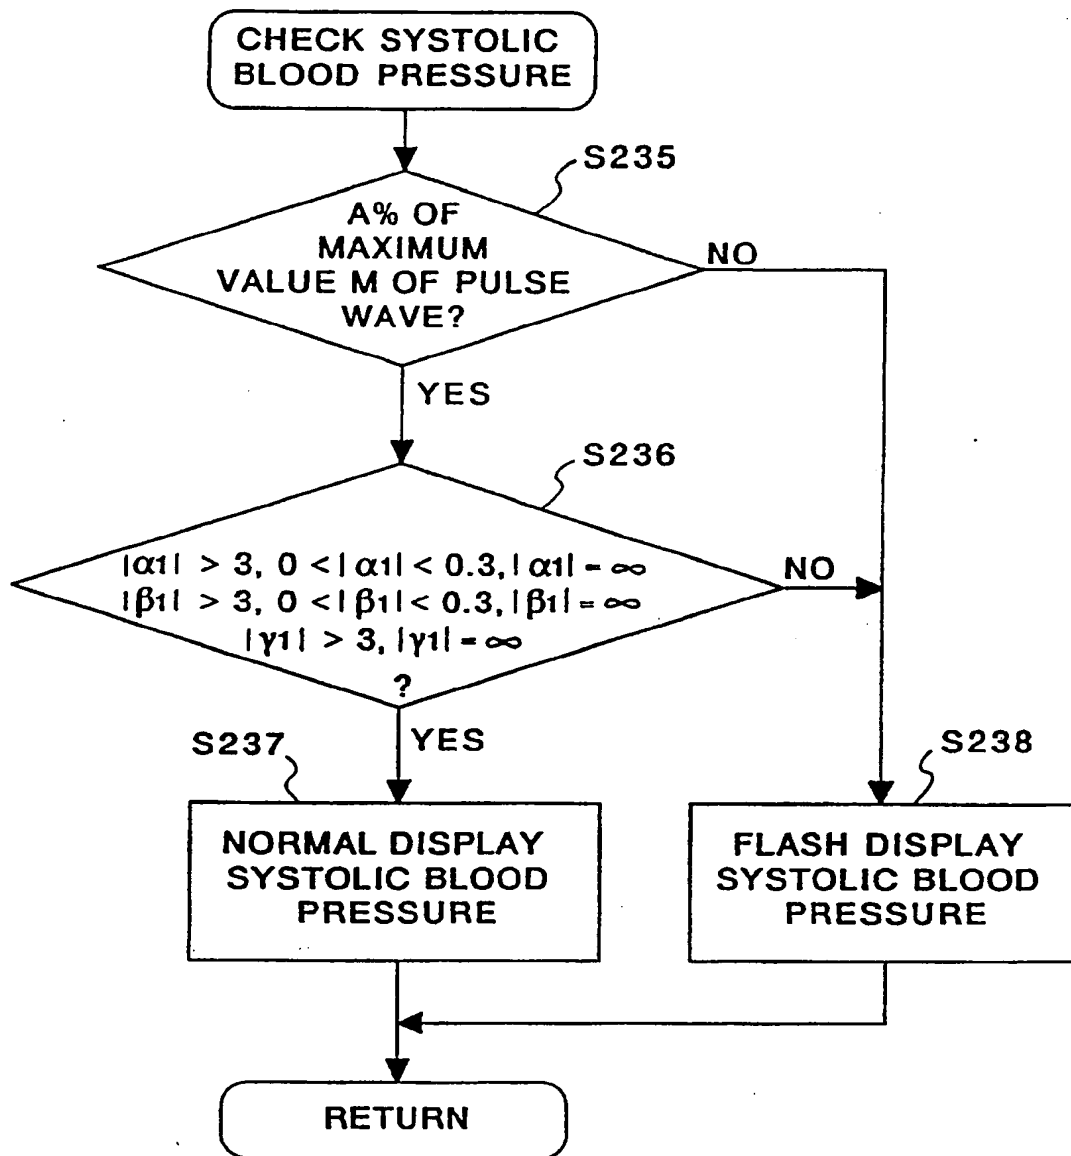 CHECK SYSTOLIC
BLOOD PRESSURE
S235
A% OF
MAXIMUM
VALUE M OF PULSE
WAVE?
NO
YES
S236
|α1| > 3, 0 < |α1| < 0.3, |α1| = ∞
|β1| > 3, 0 < |β1| < 0.3, |β1| = ∞
|γ1| > 3, |γ1| = ∞
?
NO
YES
S237
S238
NORMAL DISPLAY
SYSTOLIC BLOOD
PRESSURE
FLASH DISPLAY
SYSTOLIC BLOOD
PRESSURE
RETURN